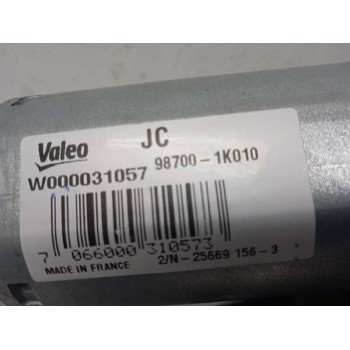 Valeo JC
W000031057 98700-1K010
7 066000 310573
MADE IN FRANCE 2/N-25669 156-3